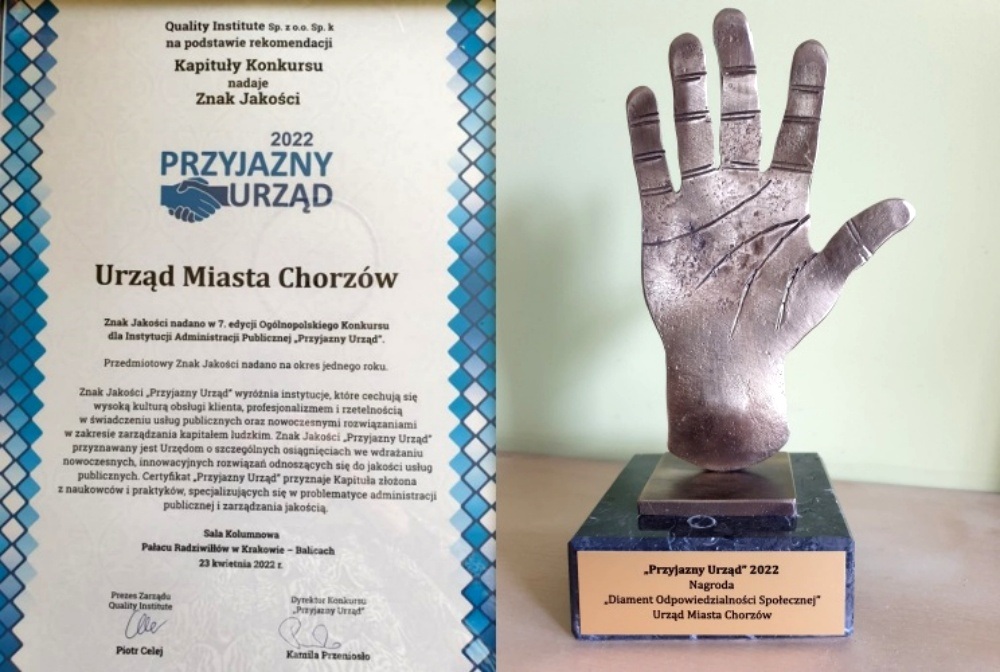 Quality Institute Sp. z o.o. Sp. k
na podstawie rekomendacji
Kapituły Konkursu
nadaje
Znak Jakości
2022
PRZYJAZNY
URZĄD
Urząd Miasta Chorzów
Znak Jakości nadano w 7. edycji Ogólnopolskiego Konkursu
dla Instytucji Administracji Publicznej „Przyjazny Urząd”.
Przedmiotowy Znak Jakości nadano na okres jednego roku.
Znak Jakości „Przyjazny Urząd” wyróżnia instytucje, które cechują się
wysoką kulturą obsługi klienta, profesjonalizmem i rzetelnością
w świadczeniu usług publicznych oraz nowoczesnymi rozwiązaniami
w zakresie zarządzania kapitałem ludzkim. Znak Jakości „Przyjazny Urząd”
przyznawany jest Urzędom o szczególnych osiągnięciach we wdrażaniu
nowoczesnych, innowacyjnych rozwiązań odnoszących się do jakości usług
publicznych. Certyfikat „Przyjazny Urząd” przyznaje Kapituła złożona
z naukowców i praktyków, specjalizujących się w problematyce administracji
publicznej i zarządzania jakością.
Sala Kolumnowa
Pałacu Radziwiłłów w Krakowie – Balicach
23 kwietnia 2022 r.
Prezes Zarządu
Quality Institute
Piotr Celej
Dyrektor Konkursu
„Przyjazny Urząd”
Kamila Przeniosło
„Przyjazny Urząd” 2022
Nagroda
„Diament Odpowiedzialności Społecznej”
Urząd Miasta Chorzów